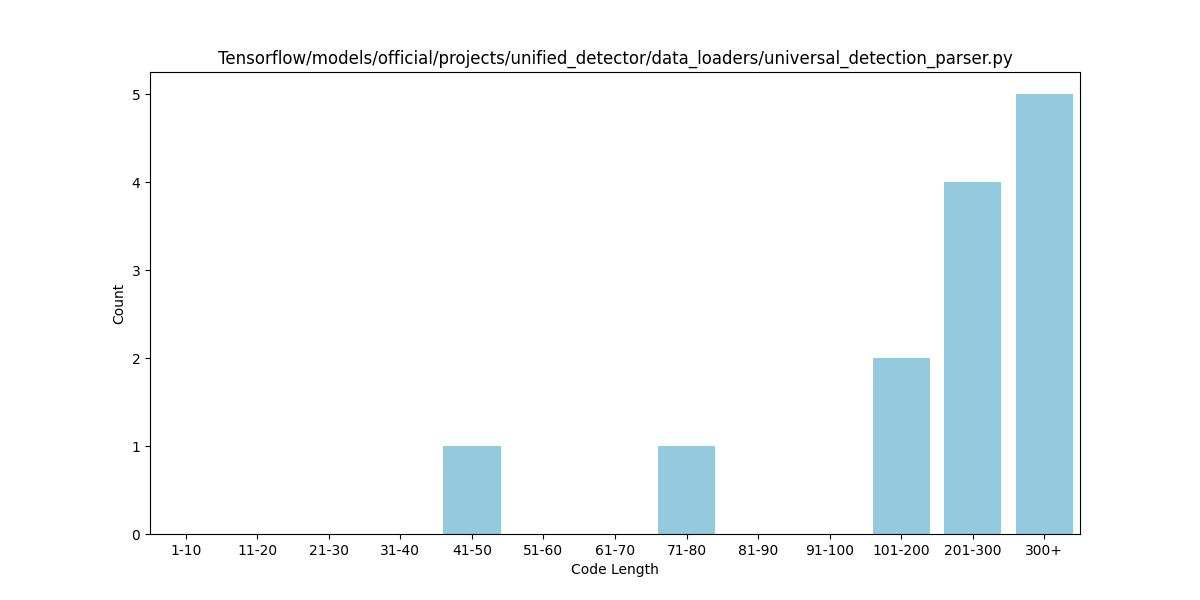 Tensorflow/models/official/projects/unified_detector/data_loaders/universal_detection_parser.py
5
4
3
2
1
0
Count
1-10 11-20 21-30 31-40 41-50 51-60 61-70 71-80 81-90 91-100 101-200 201-300 300+
Code Length